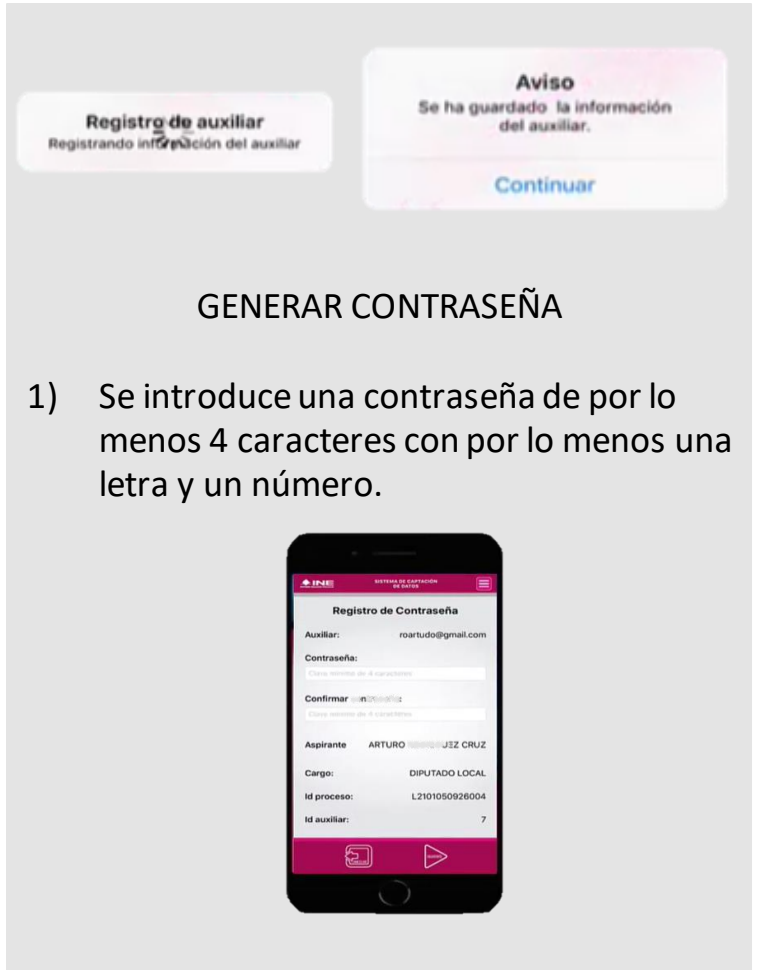 Registro de auxiliar
Registrando información del auxiliar
Aviso
Se ha guardado la información
del auxiliar.
Continuar
GENERAR CONTRASEÑA
1) Se introduce una contraseña de por lo
menos 4 caracteres con por lo menos una
letra y un número.
INE
SISTEMA DE CAPTACIÓN
DE DATOS
Registro de Contraseña
Auxiliar: roartudo@gmail.com
Contraseña:
Clave mínima de 4 caracteres
Confirmar
Clave mínima de 4 caracteres
Aspirante ARTURO CRUZ
Cargo: DIPUTADO LOCAL
Id proceso: L2101050926004
Id auxiliar: 7